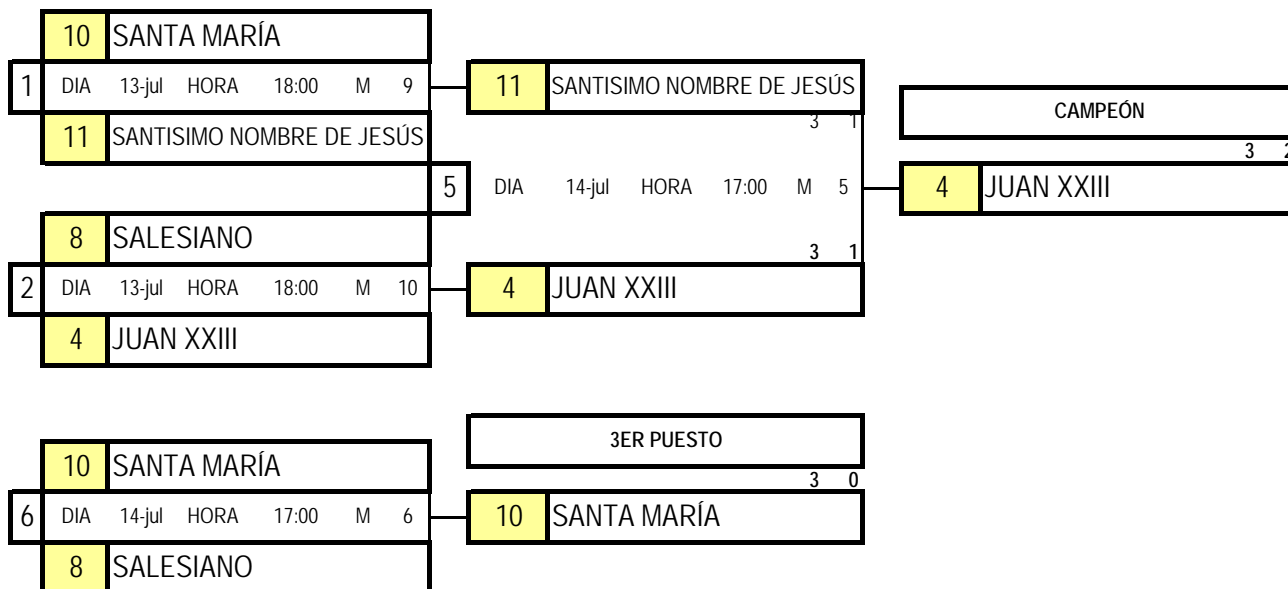 10 SANTA MARÍA
1 DIA 13-jul HORA 18:00 M 9
11 SANTISIMO NOMBRE DE JESÚS
11 SANTISIMO NOMBRE DE JESÚS
3 1
CAMPEÓN
3 2
5 DIA 14-jul HORA 17:00 M 5
4 JUAN XXIII
8 SALESIANO
3 1
2 DIA 13-jul HORA 18:00 M 10
4 JUAN XXIII
4 JUAN XXIII
3ER PUESTO
10 SANTA MARÍA
3 0
6 DIA 14-jul HORA 17:00 M 6
10 SANTA MARÍA
8 SALESIANO